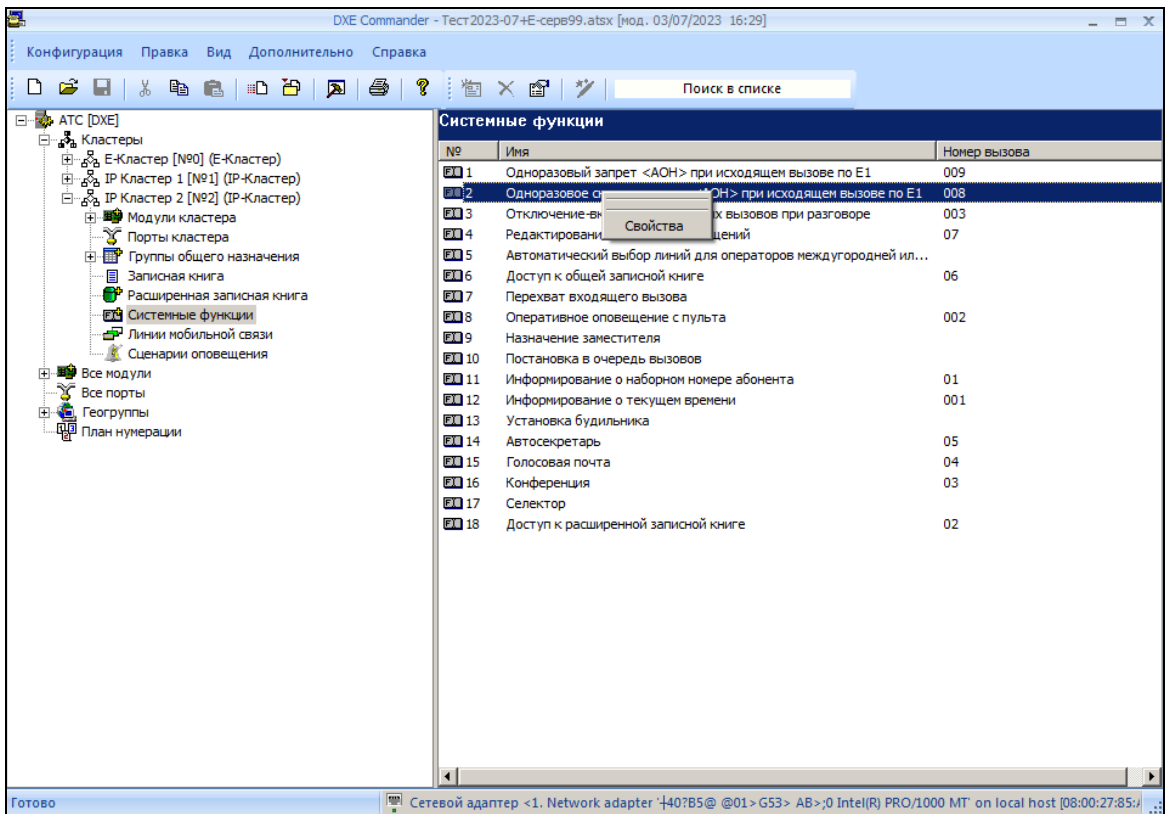 DXE Commander - Тест2023-07+Е-серв99.atsx [мод. 03/07/2023 16:29]
Конфигурация Правка Вид Дополнительно Справка
Поиск в списке
АТС [DXE]
Кластеры
Е-Кластер [№0] (Е-Кластер)
IP Кластер 1 [№1] (IP-Кластер)
IP Кластер 2 [№2] (IP-Кластер)
Модули кластера
Порты кластера
Группы общего назначения
Записная книга
Расширенная записная книга
Системные функции
Линии мобильной связи
Сценарии оповещения
Все модули
Все порты
Геогруппы
План нумерации
Системные функции
№ Имя Номер вызова
1 Одноразовый запрет <АОН> при исходящем вызове по Е1 009
2 Одноразовое с АОН> при исходящем вызове по Е1 008
3 Отключение-вк х вызовов при разговоре 003
Свойства
4 Редактировани щений 07
5 Автоматический выбор линий для операторов междугородней ил...
6 Доступ к общей записной книге 06
7 Перехват входящего вызова
8 Оперативное оповещение с пульта 002
9 Назначение заместителя
10 Постановка в очередь вызовов
11 Информирование о наборном номере абонента 01
12 Информирование о текущем времени 001
13 Установка будильника
14 Автосекретарь 05
15 Голосовая почта 04
16 Конференция 03
17 Селектор
18 Доступ к расширенной записной книге 02
Готово
Сетевой адаптер <1. Network adapter '┼40?B5@ @01>G53> AB>;0 Intel(R) PRO/1000 MT' on local host [08:00:27:85: